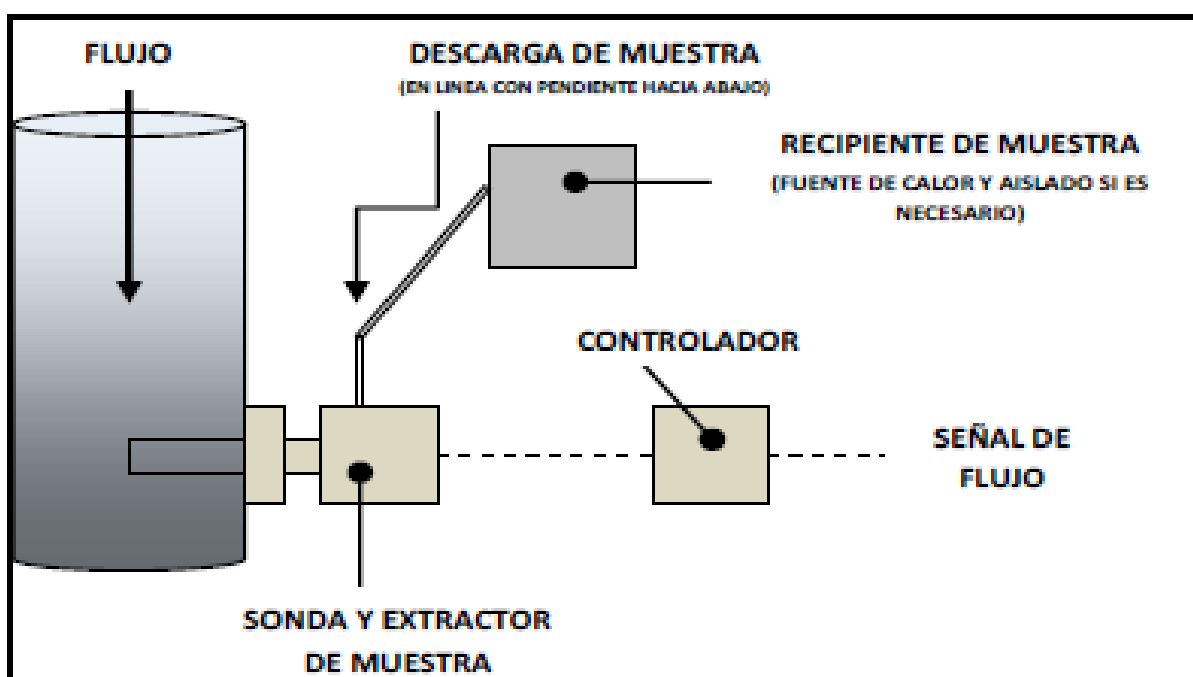 FLUJO
DESCARGA DE MUESTRA
(EN LINEA CON PENDIENTE HACIA ABAJO)
RECIPIENTE DE MUESTRA
(FUENTE DE CALOR Y AISLADO SI ES
NECESARIO)
CONTROLADOR
SEÑAL DE
FLUJO
SONDA Y EXTRACTOR
DE MUESTRA